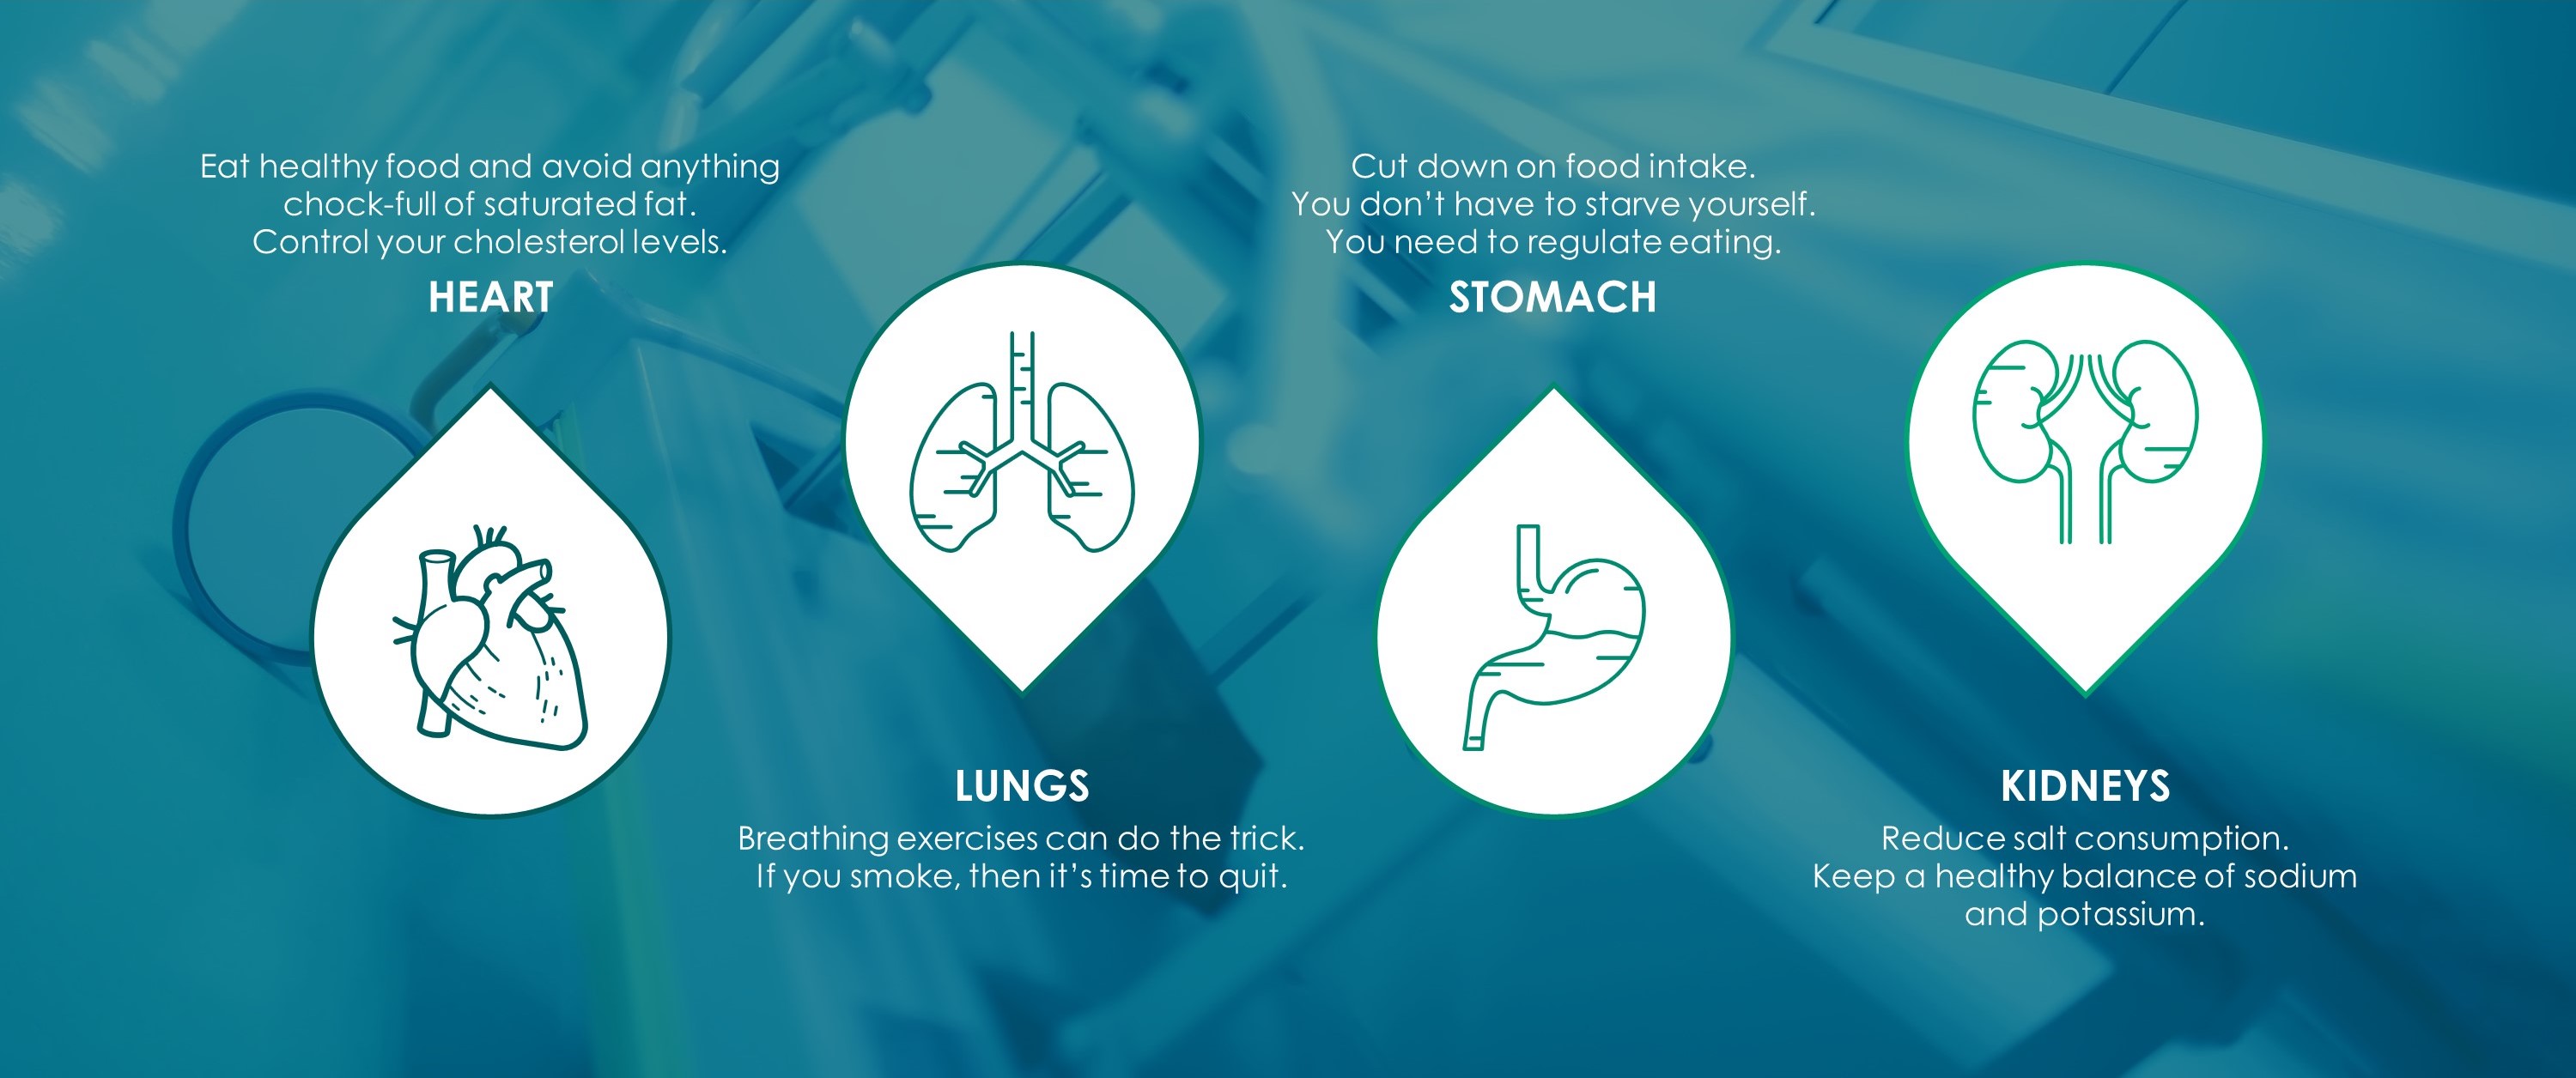 Eat healthy food and avoid anything
chock-full of saturated fat.
Control your cholesterol levels.
HEART
LUNGS
Breathing exercises can do the trick.
If you smoke, then it's time to quit.
Cut down on food intake.
You don't have to starve yourself.
You need to regulate eating.
STOMACH
KIDNEYS
Reduce salt consumption.
Keep a healthy balance of sodium
and potassium.